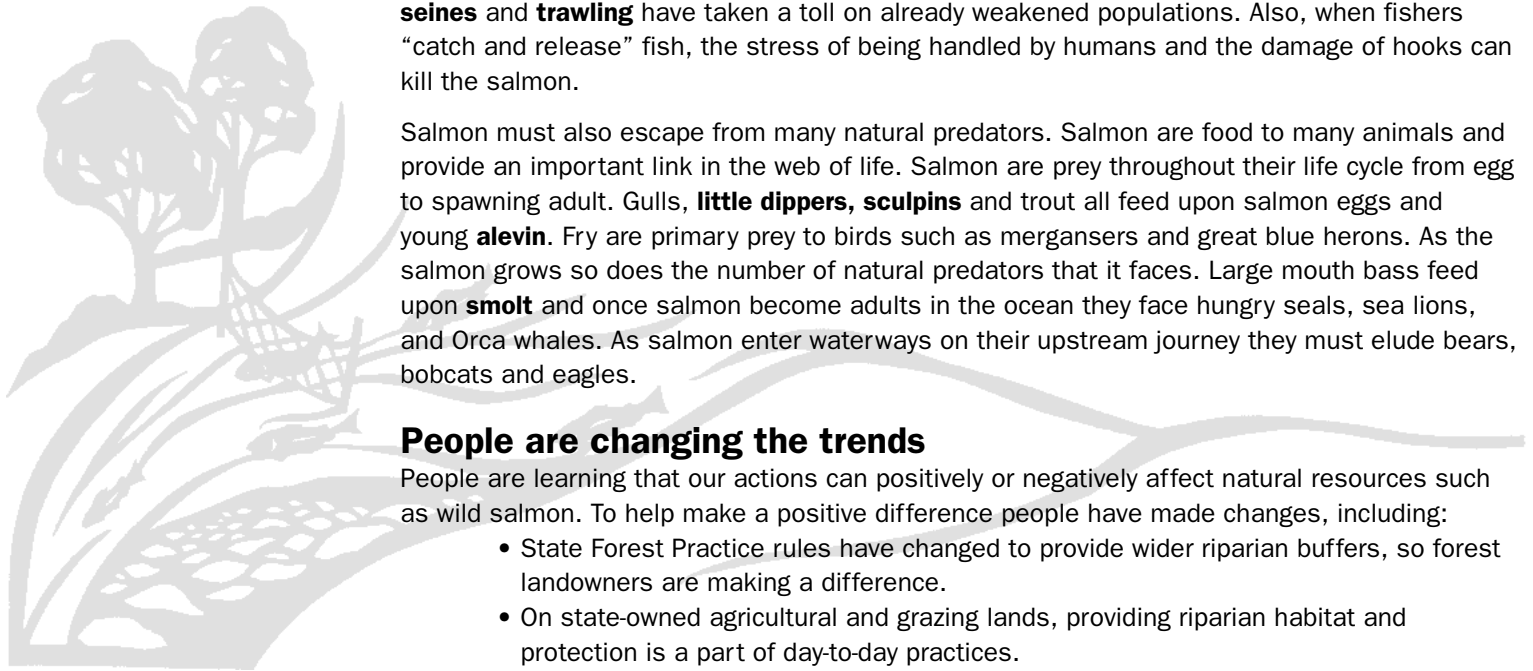 seines and trawling have taken a toll on already weakened populations. Also, when fishers
“catch and release” fish, the stress of being handled by humans and the damage of hooks can
kill the salmon.
Salmon must also escape from many natural predators. Salmon are food to many animals and
provide an important link in the web of life. Salmon are prey throughout their life cycle from egg
to spawning adult. Gulls, little dippers, sculpins and trout all feed upon salmon eggs and
young alevin. Fry are primary prey to birds such as mergansers and great blue herons. As the
salmon grows so does the number of natural predators that it faces. Large mouth bass feed
upon smolt and once salmon become adults in the ocean they face hungry seals, sea lions,
and Orca whales. As salmon enter waterways on their upstream journey they must elude bears,
bobcats and eagles.
People are changing the trends
People are learning that our actions can positively or negatively affect natural resources such
as wild salmon. To help make a positive difference people have made changes, including:
• State Forest Practice rules have changed to provide wider riparian buffers, so forest
landowners are making a difference.
• On state-owned agricultural and grazing lands, providing riparian habitat and
protection is a part of day-to-day practices.